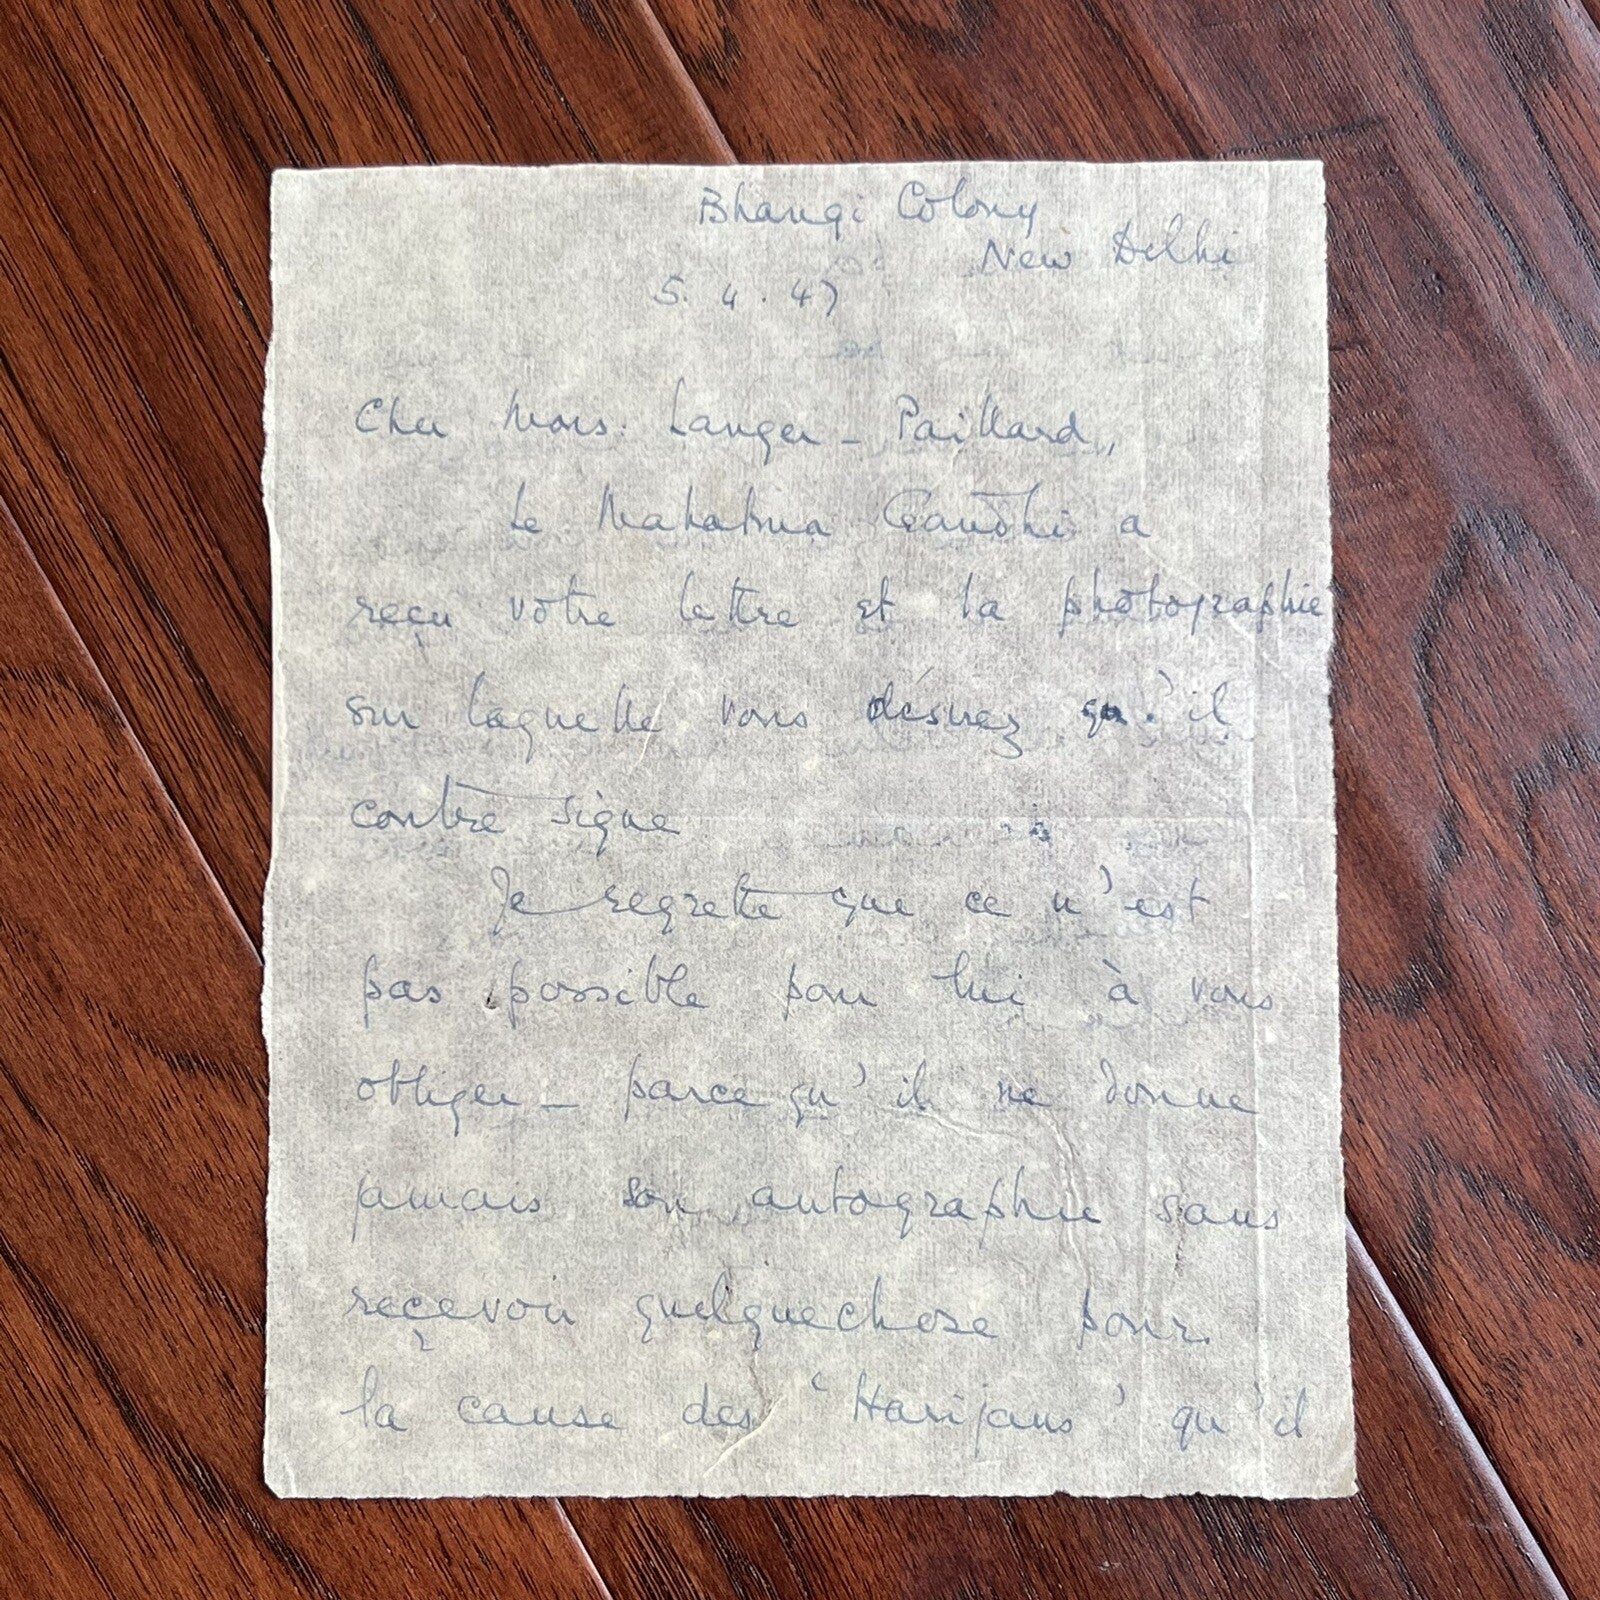 Bhangi Colony
New Delhi
5. 4. 47
Cher Mons. Langer - Paillard,
Le Mahatma Gandhi a
reçu votre lettre et la photographie
sur laquelle vous désirez qu'il
contre signe
Je regrette que ce n'est
pas possible pour lui à vous
obliger - parce qu'il ne donne
jamais son autographie sans
reçevoir quelquechose pour
la cause des 'Harijans' qu'il